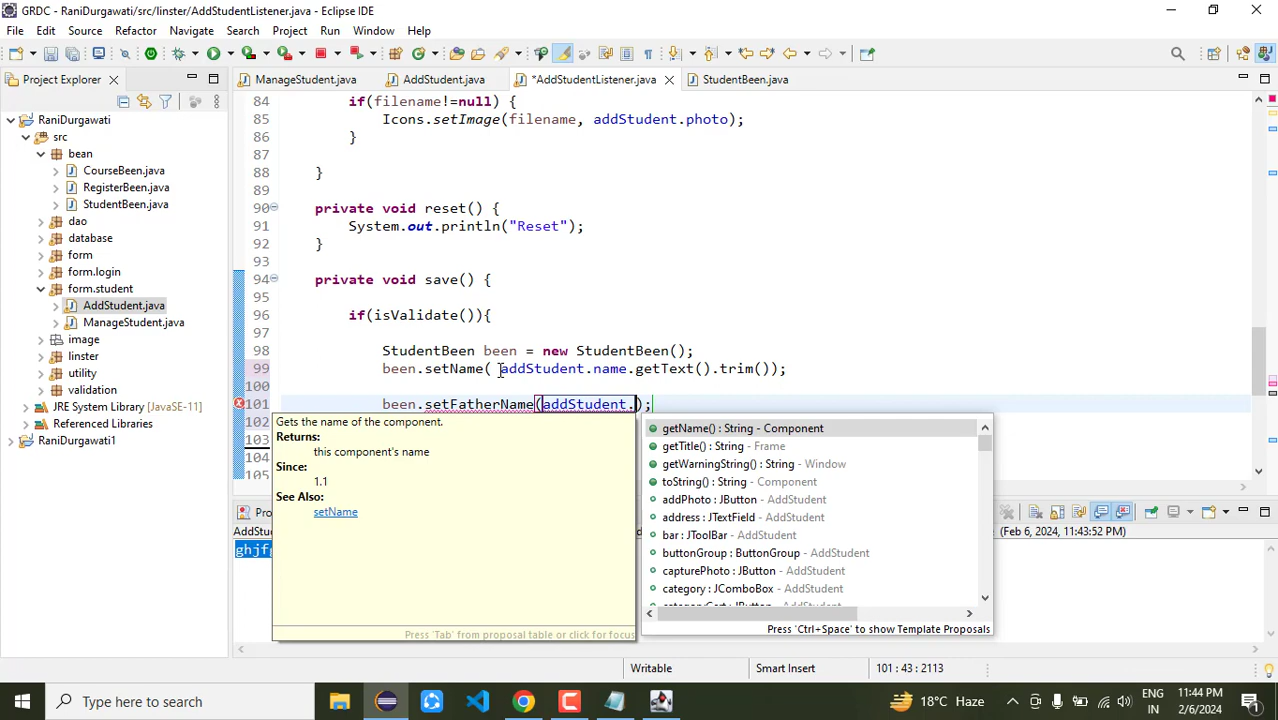 GRDC - RaniDurgawati/src/linster/AddStudentListener.java - Eclipse IDE
File Edit Source Refactor Navigate Search Project Run Window Help
Project Explorer
ManageStudent.java
AddStudent.java
*AddStudentListener.java
StudentBeen.java
RaniDurgawati
src
bean
CourseBeen.java
RegisterBeen.java
StudentBeen.java
dao
database
form
form.login
form.student
AddStudent.java
ManageStudent.java
image
linster
utility
validation
JRE System Library [JavaSE-1.8]
Referenced Libraries
RaniDurgawati1
84 if(filename!=null) {
85 Icons.setImage(filename, addStudent.photo);
86 }
87
88 }
89
90 private void reset() {
91 System.out.println("Reset");
92 }
93
94 private void save() {
95
96 if(isValidate()){
97
98 StudentBeen been = new StudentBeen();
99 been.setName( addStudent.name.getText().trim());
100
101 been.setFatherName(addStudent.);
102
103
104
105
Gets the name of the component.
Returns:
this component's name
Since:
1.1
See Also:
setName
Press 'Tab' from proposal table or click for focus
getName() : String - Component
getTitle() : String - Frame
getWarningString() : String - Window
toString() : String - Component
addPhoto : JButton - AddStudent
address : JTextField - AddStudent
bar : JToolBar - AddStudent
buttonGroup : ButtonGroup - AddStudent
capturePhoto : JButton - AddStudent
category : JComboBox - AddStudent
Press 'Ctrl+Space' to show Template Proposals
(Feb 6, 2024, 11:43:52 PM)
Writable
Smart Insert
101 : 43 : 2113
Type here to search
18°C Haze
ENG
IN
11:44 PM
2/6/2024
1